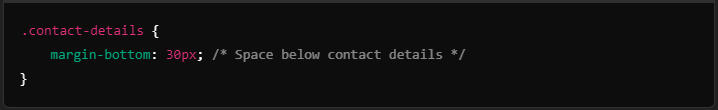 .contact-details {
    margin-bottom: 30px; /* Space below contact details */
}